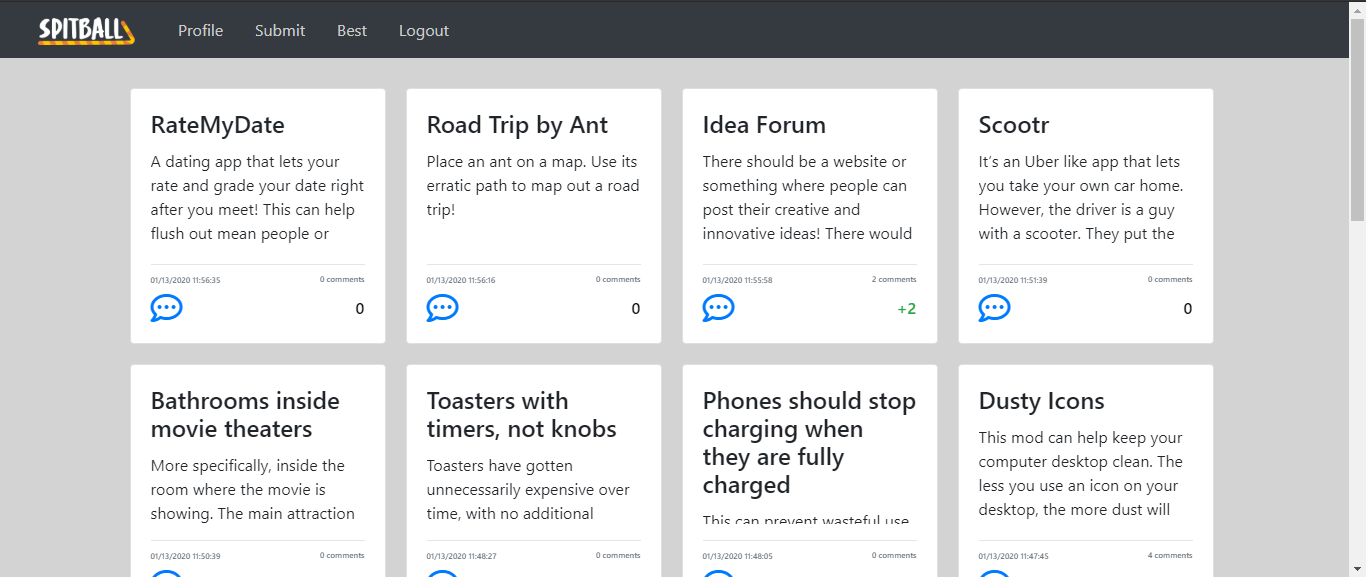 SPITBALL Profile Submit Best Logout
RateMyDate
A dating app that lets your
rate and grade your date right
after you meet! This can help
flush out mean people or
01/13/2020 11:56:35 0 comments
0
Road Trip by Ant
Place an ant on a map. Use its
erratic path to map out a road
trip!
01/13/2020 11:56:16 0 comments
0
Idea Forum
There should be a website or
something where people can
post their creative and
innovative ideas! There would
01/13/2020 11:55:58 2 comments
+2
Scootr
It’s an Uber like app that lets
you take your own car home.
However, the driver is a guy
with a scooter. They put the
01/13/2020 11:51:39 0 comments
0
Bathrooms inside
movie theaters
More specifically, inside the
room where the movie is
showing. The main attraction
01/13/2020 11:50:39 0 comments
Toasters with
timers, not knobs
Toasters have gotten
unnecessarily expensive over
time, with no additional
01/13/2020 11:48:27 0 comments
Phones should stop
charging when
they are fully
charged
This can prevent wasteful use
01/13/2020 11:48:05 0 comments
Dusty Icons
This mod can help keep your
computer desktop clean. The
less you use an icon on your
desktop, the more dust will
01/13/2020 11:47:45 4 comments